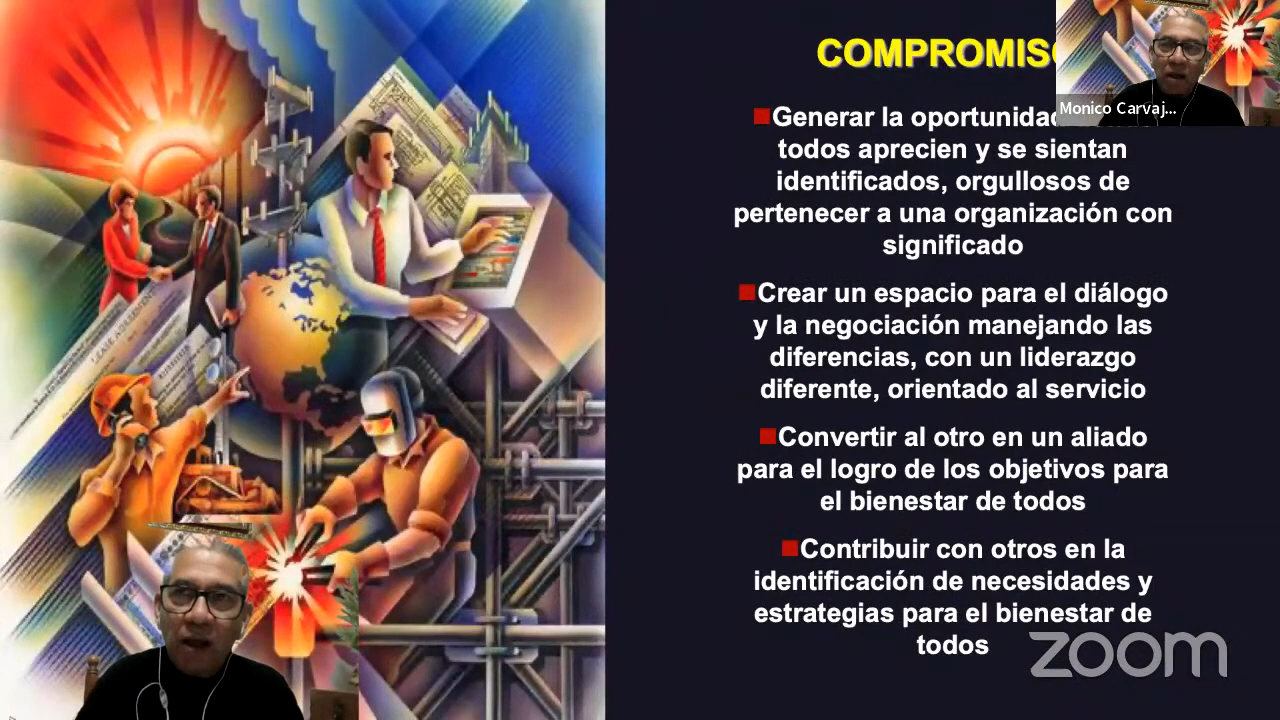 COMPROMISO
Monico Carvaj...
■Generar la oportunidad
todos aprecien y se sientan
identificados, orgullosos de
pertenecer a una organización con
significado
■Crear un espacio para el diálogo
y la negociación manejando las
diferencias, con un liderazgo
diferente, orientado al servicio
■Convertir al otro en un aliado
para el logro de los objetivos para
el bienestar de todos
■Contribuir con otros en la
identificación de necesidades y
estrategias para el bienestar de
todos
zoom
LEASE AGREEMENT